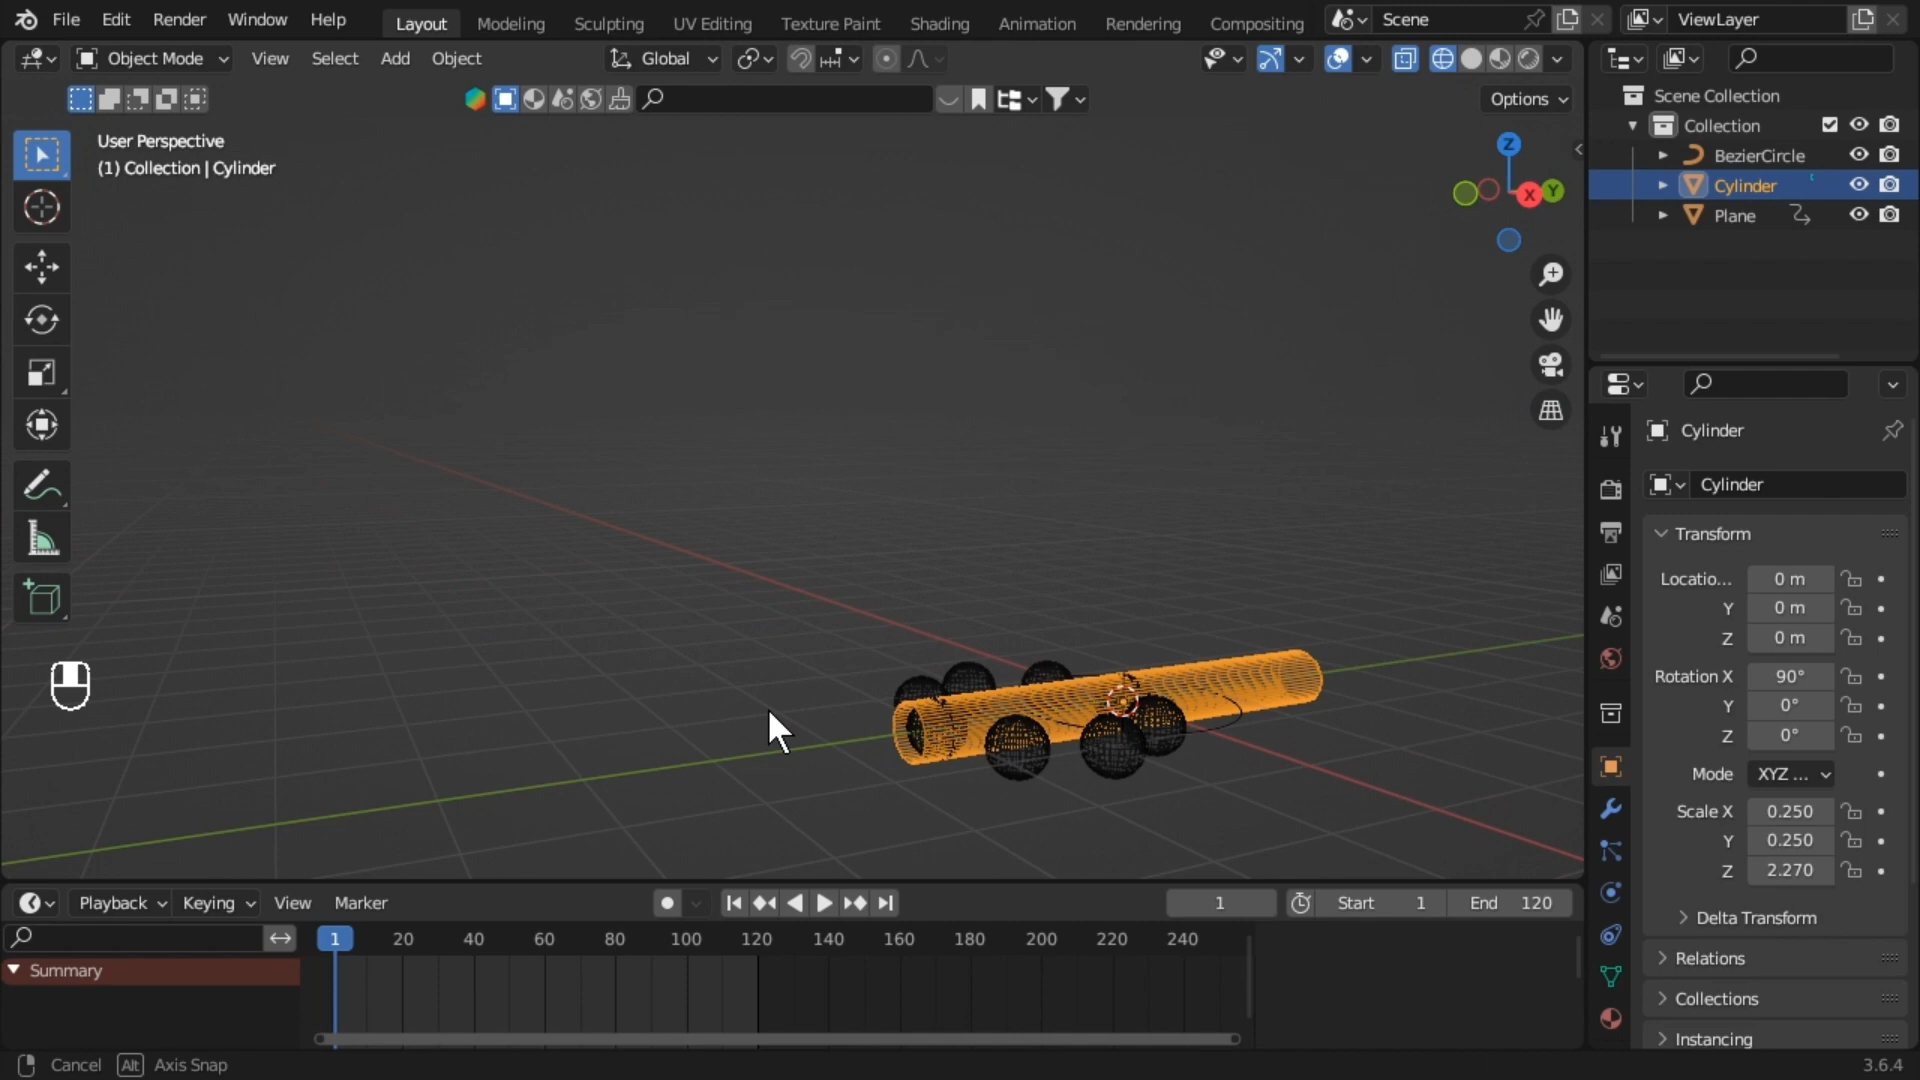 File Edit Render Window Help Layout Modeling Sculpting UV Editing Texture Paint Shading Animation Rendering Compositing Scene ViewLayer
Object Mode View Select Add Object Global
Options
User Perspective
(1) Collection | Cylinder
Z
X
Y
Scene Collection
Collection
BezierCircle
Cylinder
Plane
Cylinder
Cylinder
Transform
Locatio... 0 m
Y 0 m
Z 0 m
Rotation X 90°
Y 0°
Z 0°
Mode XYZ ...
Scale X 0.250
Y 0.250
Z 2.270
Delta Transform
Relations
Collections
Instancing
Playback Keying View Marker 1 Start 1 End 120
1 20 40 60 80 100 120 140 160 180 200 220 240
Summary
Cancel Alt Axis Snap 3.6.4